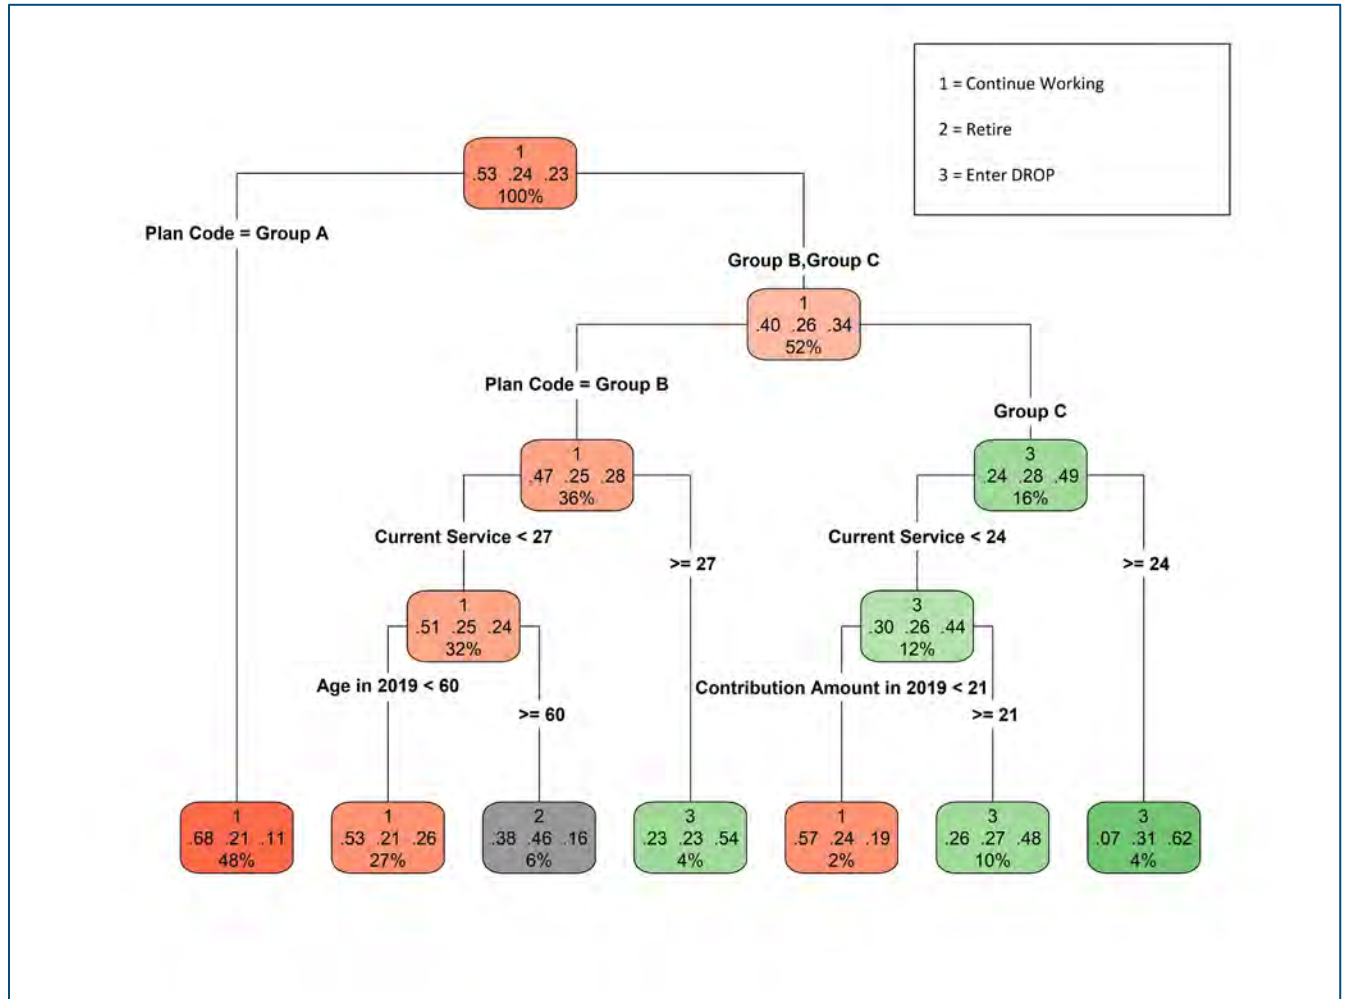 1 = Continue Working
2 = Retire
3 = Enter DROP
1
.53 .24 .23
100%
Plan Code = Group A
Group B,Group C
1
.40 .26 .34
52%
Plan Code = Group B
Group C
1
.47 .25 .28
36%
3
.24 .28 .49
16%
Current Service < 27
>= 27
Current Service < 24
>= 24
1
.51 .25 .24
32%
3
.30 .26 .44
12%
Age in 2019 < 60
>= 60
Contribution Amount in 2019 < 21
>= 21
1
.68 .21 .11
48%
1
.53 .21 .26
27%
2
.38 .46 .16
6%
3
.23 .23 .54
4%
1
.57 .24 .19
2%
3
.26 .27 .48
10%
3
.07 .31 .62
4%